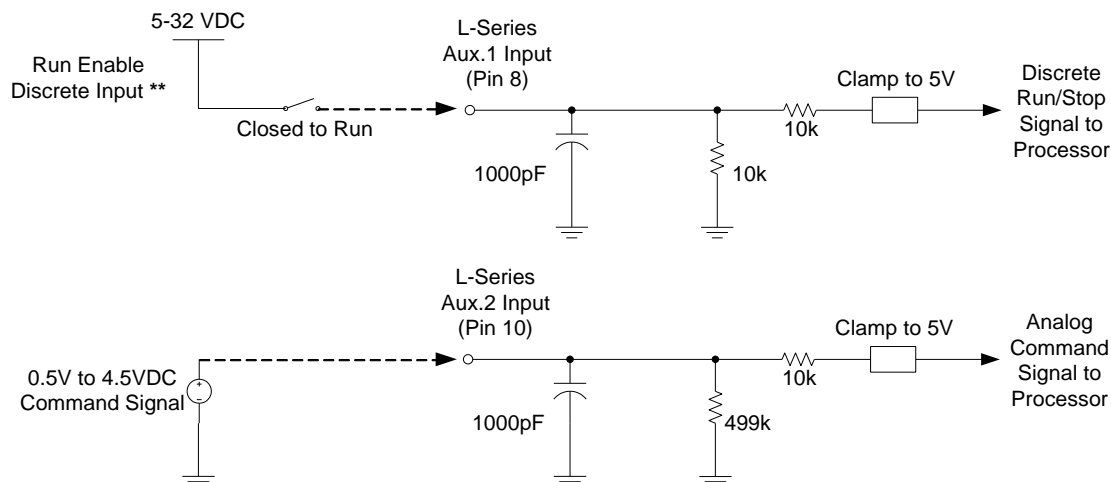 5-32 VDC
Run Enable
Discrete Input **
Closed to Run
L-Series
Aux.1 Input
(Pin 8)
1000pF
10k
10k
Clamp to 5V
Discrete
Run/Stop
Signal to
Processor
0.5V to 4.5VDC
Command Signal
L-Series
Aux.2 Input
(Pin 10)
1000pF
499k
10k
Clamp to 5V
Analog
Command
Signal to
Processor